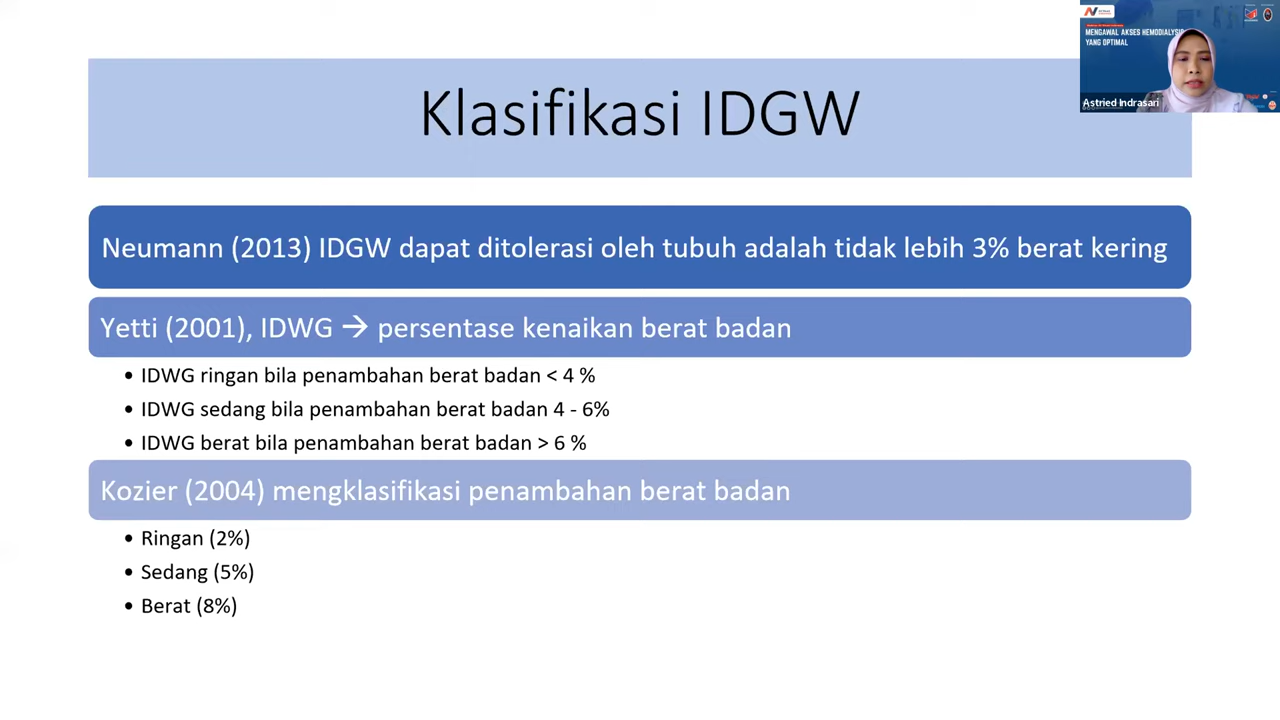 Klasifikasi IDGW
Neumann (2013) IDGW dapat ditolerasi oleh tubuh adalah tidak lebih 3% berat kering
Yetti (2001), IDWG → persentase kenaikan berat badan
• IDWG ringan bila penambahan berat badan < 4 %
• IDWG sedang bila penambahan berat badan 4 - 6%
• IDWG berat bila penambahan berat badan > 6 %
Kozier (2004) mengklasifikasi penambahan berat badan
• Ringan (2%)
• Sedang (5%)
• Berat (8%)
MENGAWAL AKSES HEMODIALYSIS
YANG OPTIMAL
Astried Indrasari